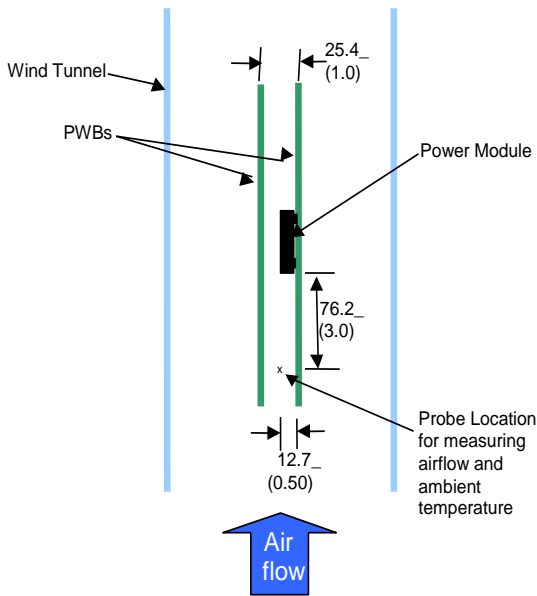 25.4_
(1.0)
Wind Tunnel
PWBs
Power Module
76.2_
(3.0)
x
Probe Location
for measuring
airflow and
ambient
temperature
12.7_
(0.50)
Air
flow